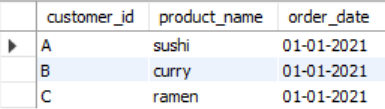 customer_id product_name order_date
A sushi 01-01-2021
B curry 01-01-2021
C ramen 01-01-2021